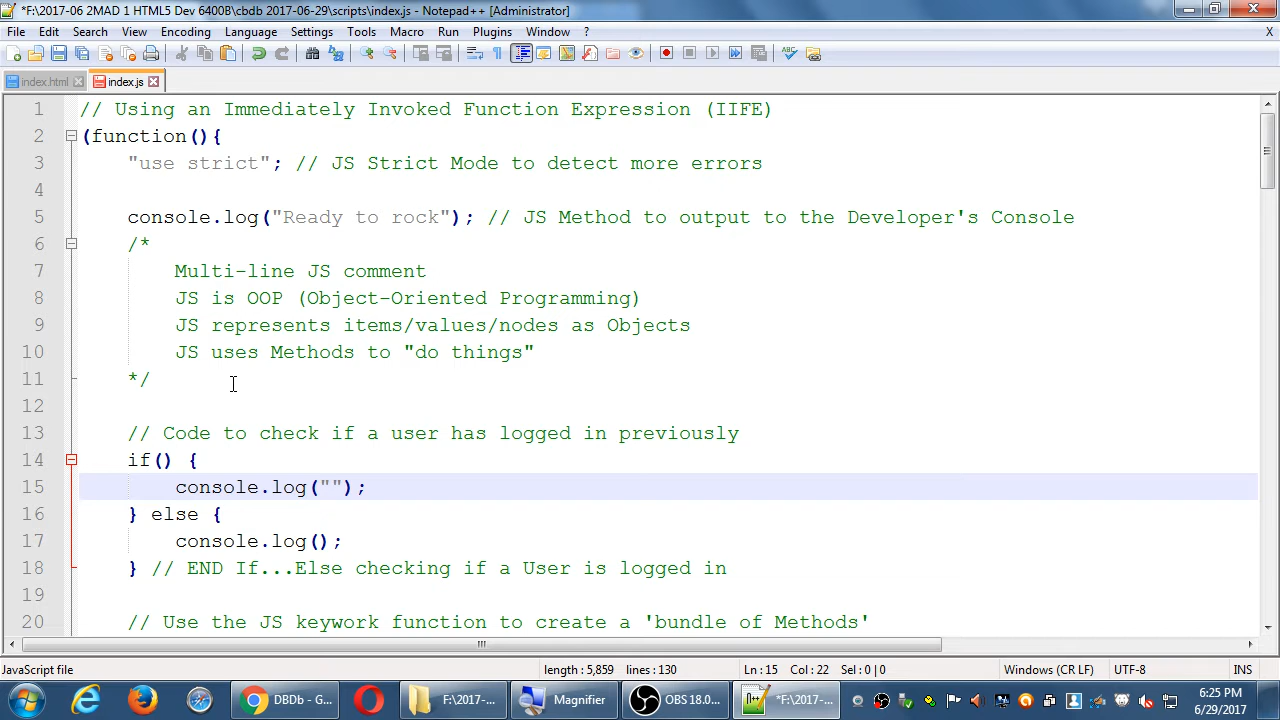 *F:\2017-06 2MAD 1 HTML5 Dev 6400B\cbdb 2017-06-29\scripts\index.js - Notepad++ [Administrator]
File Edit Search View Encoding Language Settings Tools Macro Run Plugins Window ? X
index.html index.js
1 // Using an Immediately Invoked Function Expression (IIFE)
2 (function(){
3 "use strict"; // JS Strict Mode to detect more errors
4
5 console.log("Ready to rock"); // JS Method to output to the Developer's Console
6 /*
7 Multi-line JS comment
8 JS is OOP (Object-Oriented Programming)
9 JS represents items/values/nodes as Objects
10 JS uses Methods to "do things"
11 */
12
13 // Code to check if a user has logged in previously
14 if() {
15 console.log("");
16 } else {
17 console.log();
18 } // END If...Else checking if a User is logged in
19
20 // Use the JS keywork function to create a 'bundle of Methods'
JavaScript file length : 5,859 lines : 130 Ln : 15 Col : 22 Sel : 0 | 0 Windows (CR LF) UTF-8 INS
DBDb - G... F:\2017-... Magnifier OBS 18.0.... *F:\2017-... 6:25 PM
6/29/2017